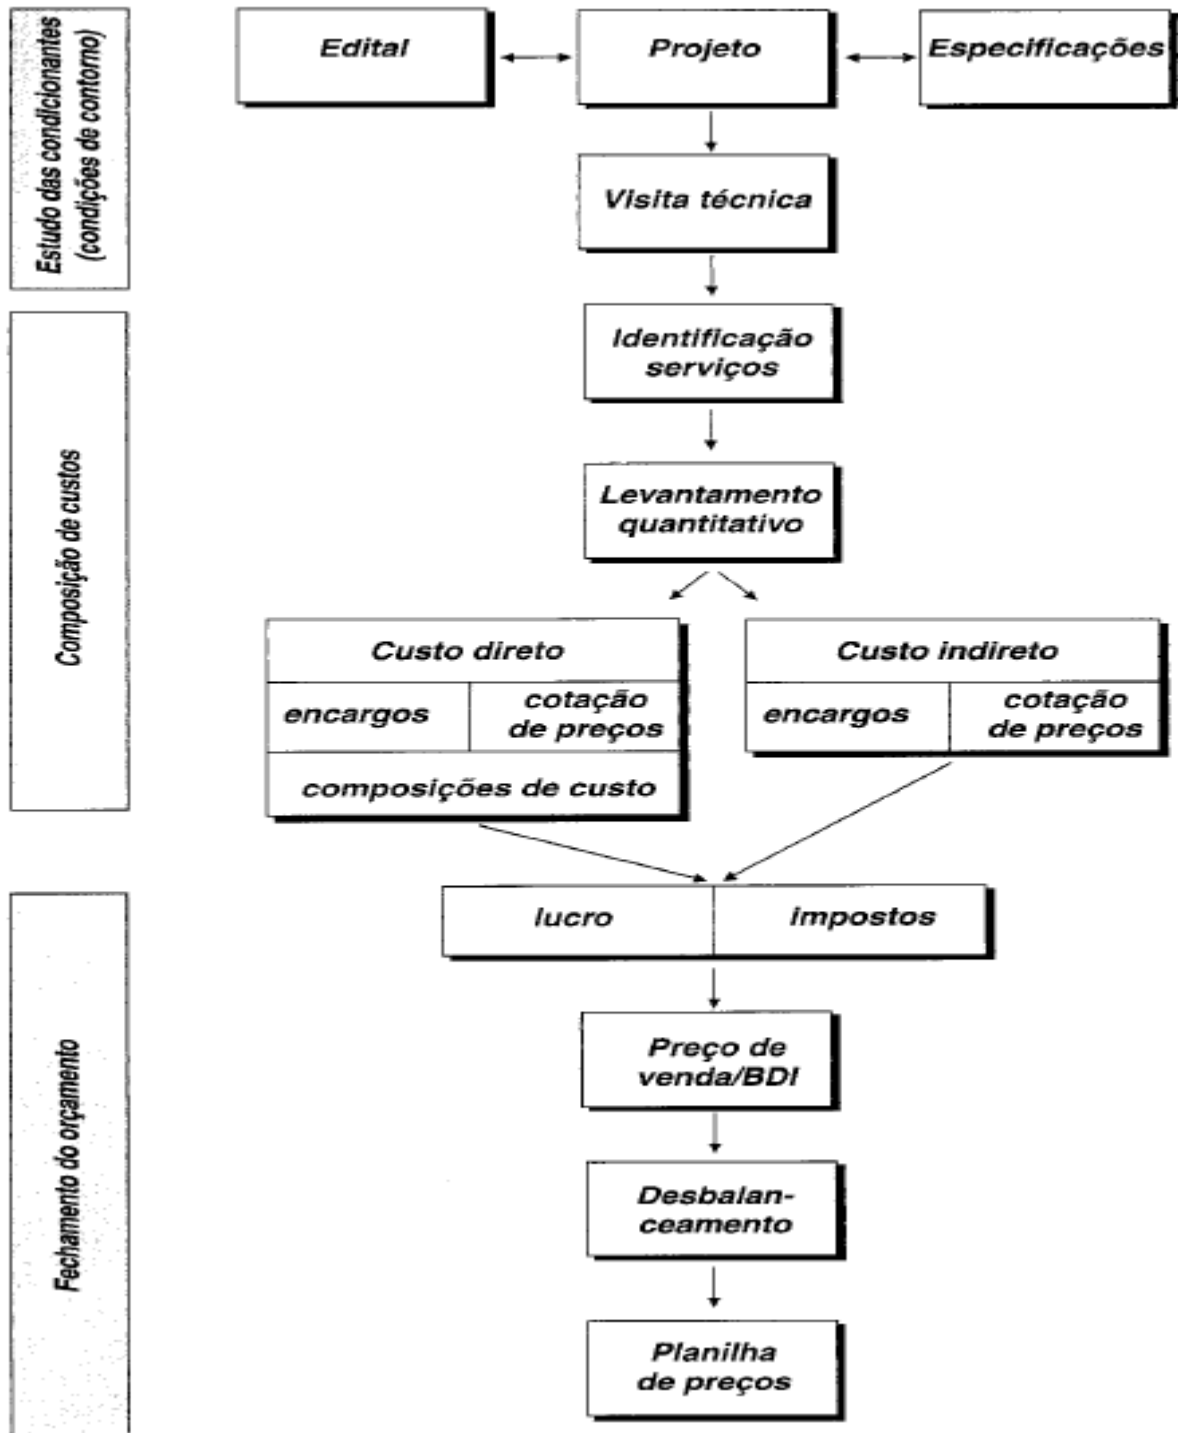 Estudo das condicionantes
(condições de contorno)
Edital
Projeto
Especificações
Visita técnica
Composição de custos
Identificação
serviços
Levantamento
quantitativo
Custo direto
encargos
cotação
de preços
composições de custo
Custo indireto
encargos
cotação
de preços
Fechamento do orçamento
lucro
impostos
Preço de
venda/BDI
Desbalan-
ceamento
Planilha
de preços